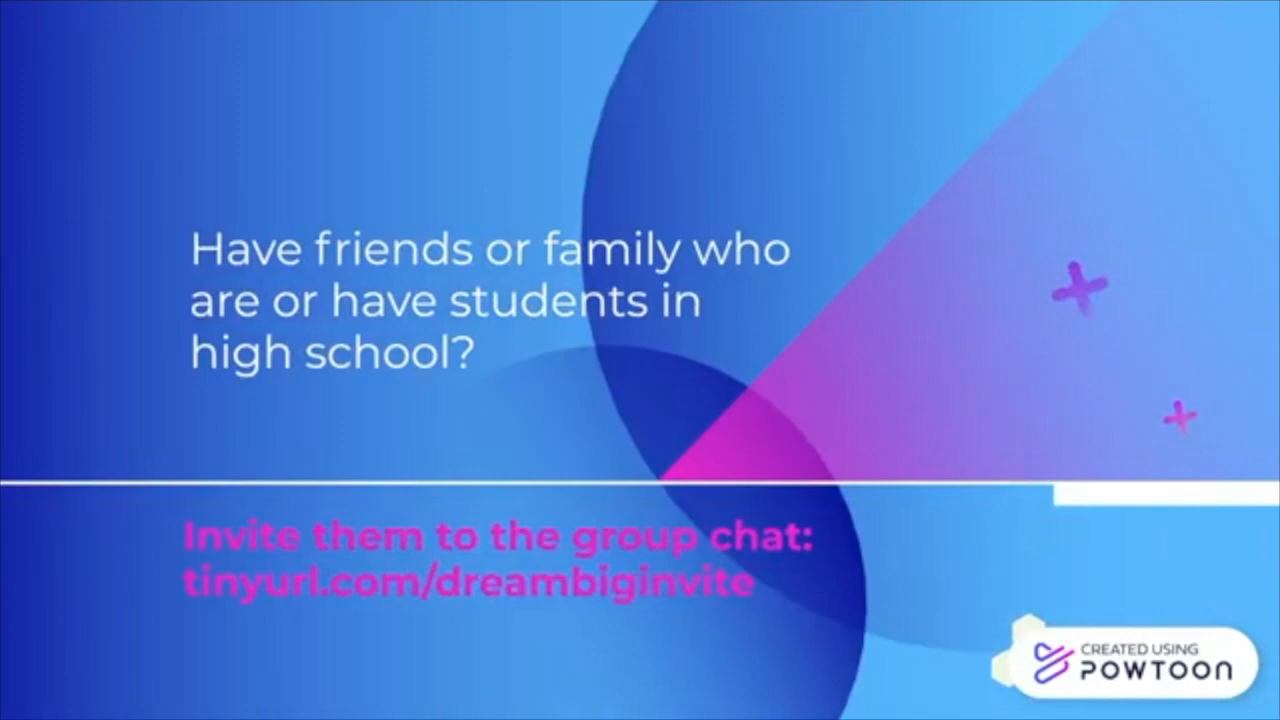 Have friends or family who
are or have students in
high school?
Invite them to the group chat:
tinyurl.com/dreambiginvite
CREATED USING
POWTOON